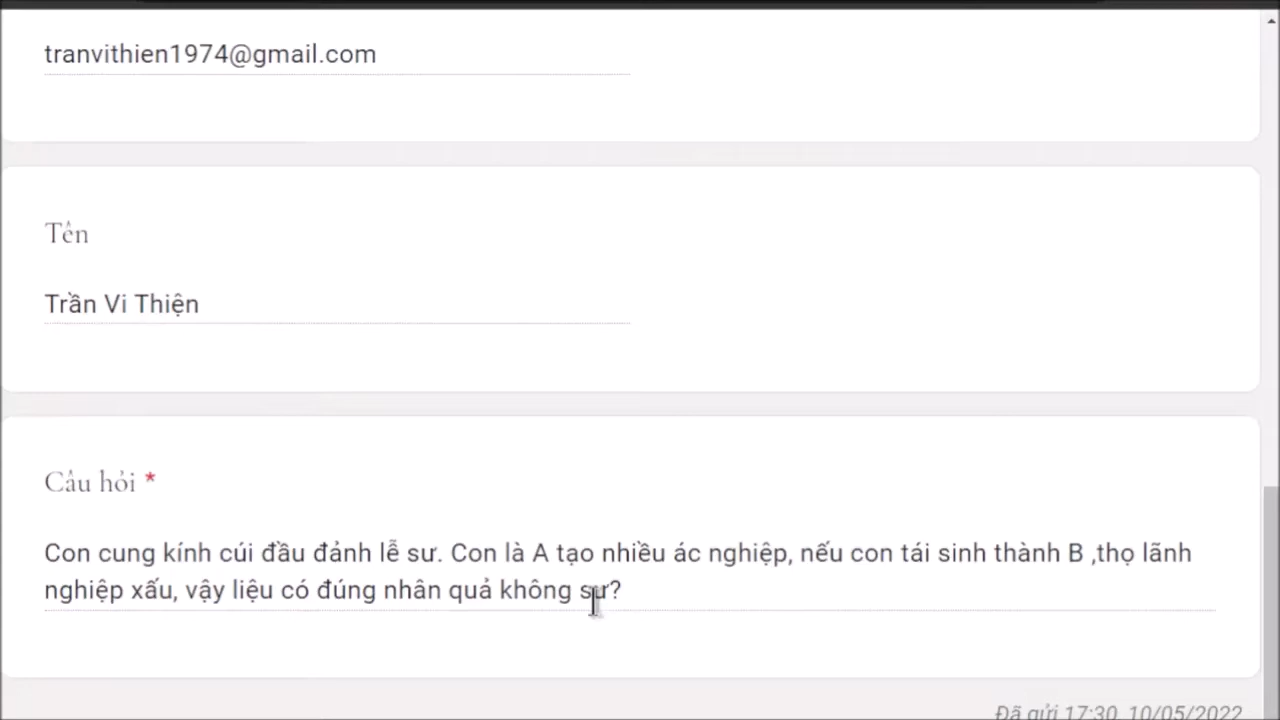 tranvithien1974@gmail.com
Tên
Trần Vi Thiện
Câu hỏi *
Con cung kính cúi đầu đảnh lễ sư. Con là A tạo nhiều ác nghiệp, nếu con tái sinh thành B ,thọ lãnh
nghiệp xấu, vậy liệu có đúng nhân quả không sư?
Đã gửi 17:30, 10/05/2022